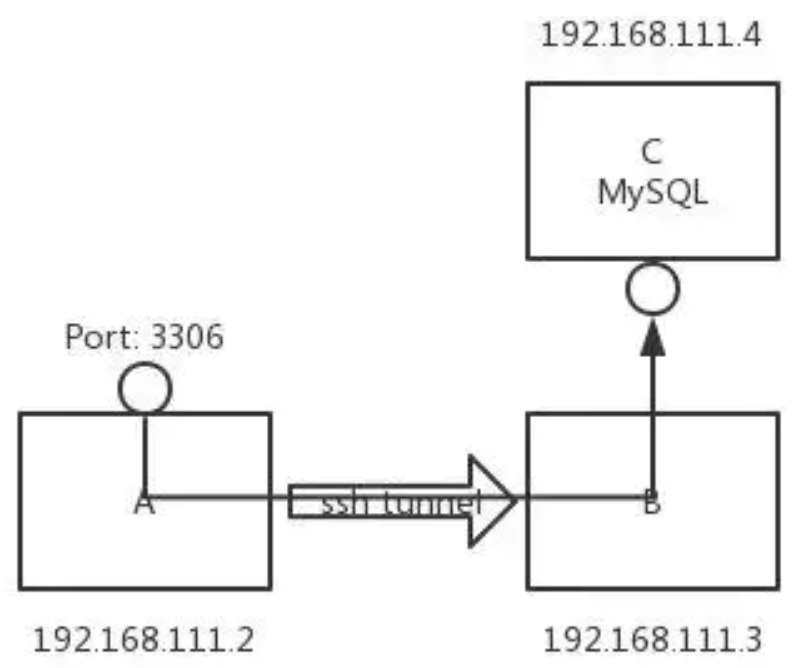 192.168.111.4
C
MySQL
Port: 3306
A
ssh tunnel
B
192.168.111.2
192.168.111.3